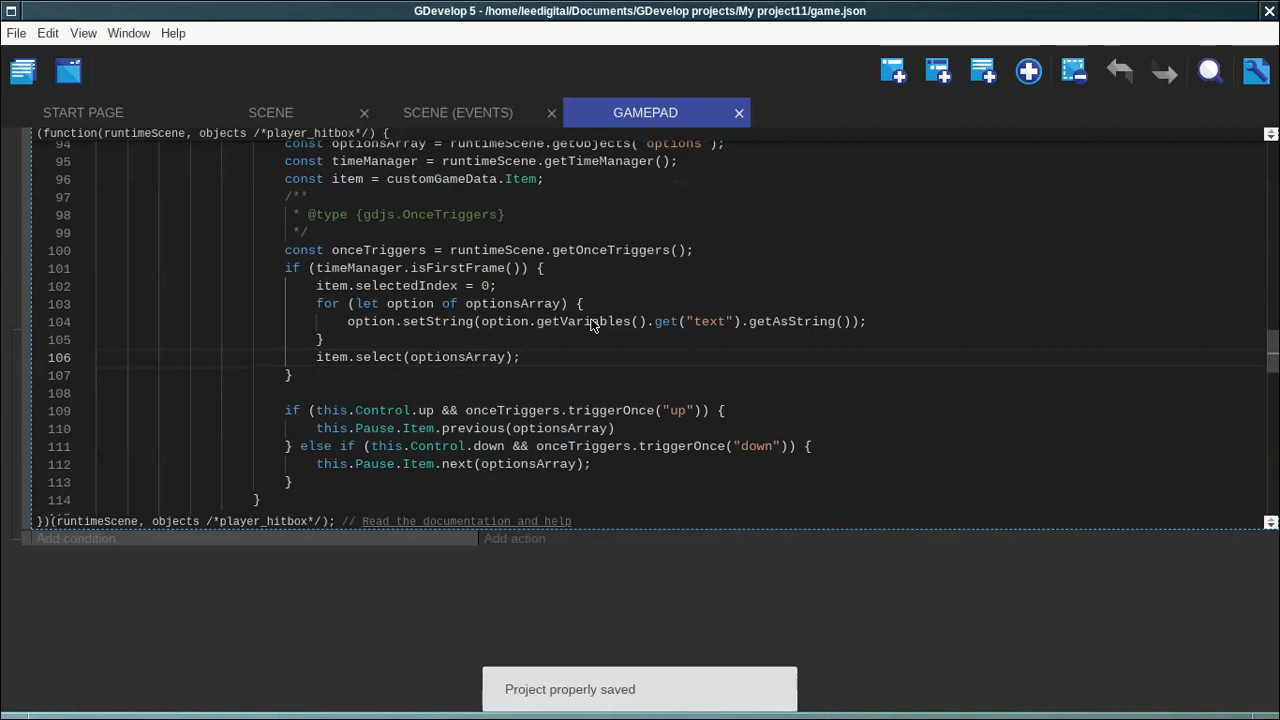 GDevelop 5 - /home/leedigital/Documents/GDevelop projects/My project11/game.json
File Edit View Window Help
START PAGE SCENE SCENE (EVENTS) GAMEPAD
(function(runtimeScene, objects /*player_hitbox*/) {
94 const optionsArray = runtimeScene.getObjects("options");
95 const timeManager = runtimeScene.getTimeManager();
96 const item = customGameData.Item;
97 /**
98 * @type {gdjs.OnceTriggers}
99 */
100 const onceTriggers = runtimeScene.getOnceTriggers();
101 if (timeManager.isFirstFrame()) {
102 item.selectedIndex = 0;
103 for (let option of optionsArray) {
104 option.setString(option.getVariables().get("text").getAsString());
105 }
106 item.select(optionsArray);
107 }
108
109 if (this.Control.up && onceTriggers.triggerOnce("up")) {
110 this.Pause.Item.previous(optionsArray)
111 } else if (this.Control.down && onceTriggers.triggerOnce("down")) {
112 this.Pause.Item.next(optionsArray);
113 }
114 }
})(runtimeScene, objects /*player_hitbox*/); // Read the documentation and help
Add condition Add action
Project properly saved